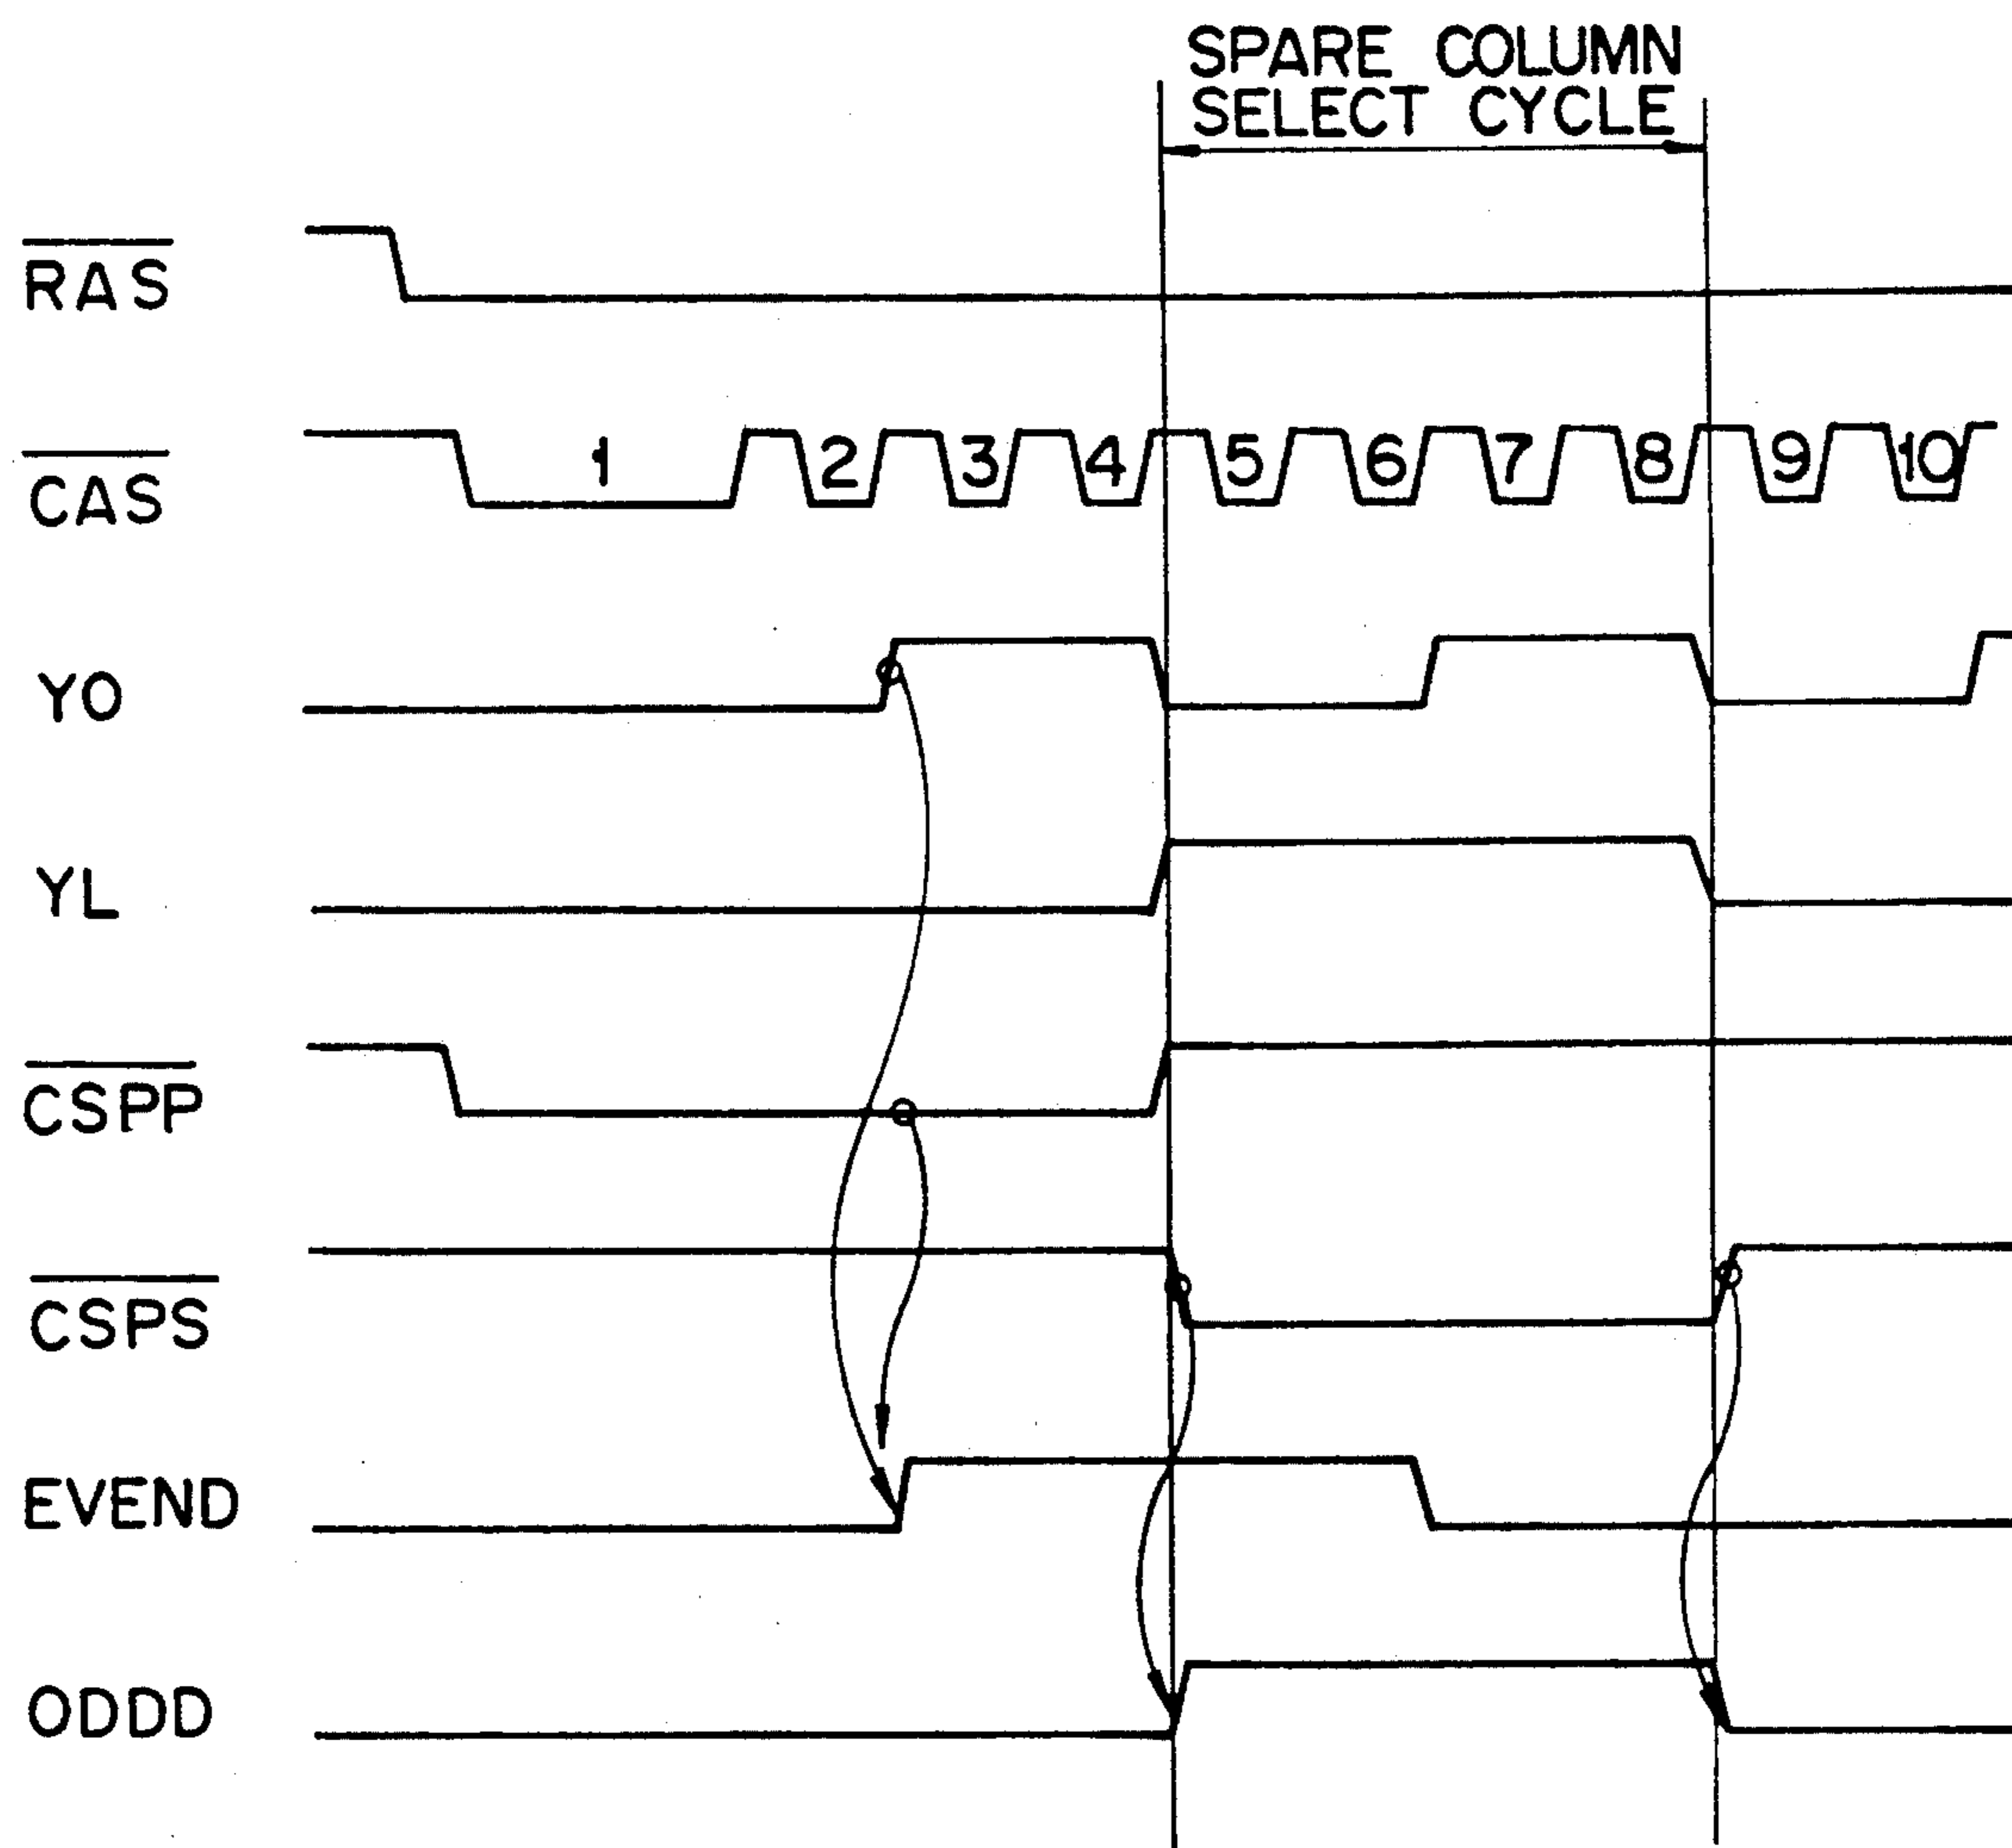 SPARE COLUMN
SELECT CYCLE
RAS
CAS
1 2 3 4 5 6 7 8 9 10
YO
YL
CSPP
CSPS
EVEND
ODDD